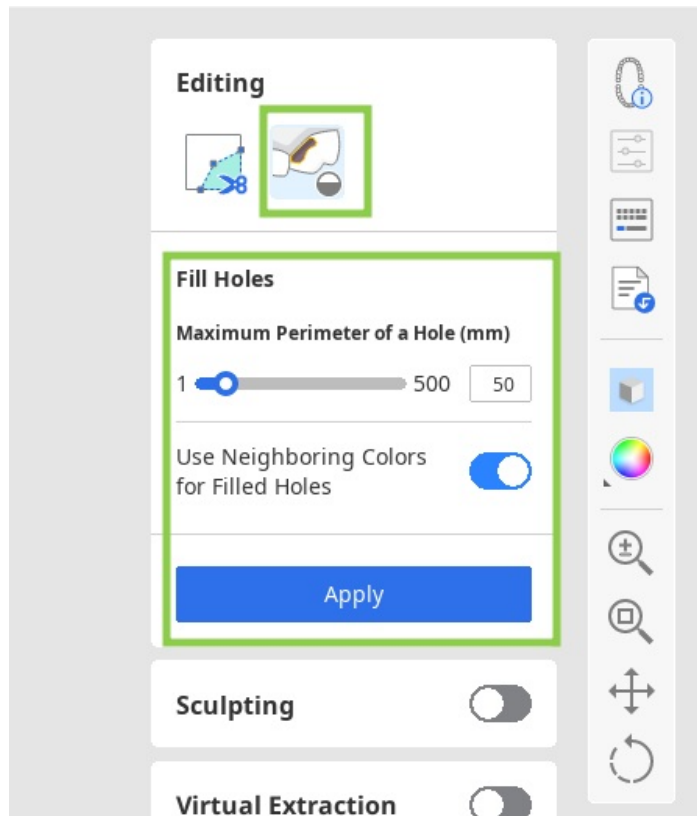 Editing
Fill Holes
Maximum Perimeter of a Hole (mm)
1 500 50
Use Neighboring Colors
for Filled Holes
Apply
Sculpting
Virtual Extraction